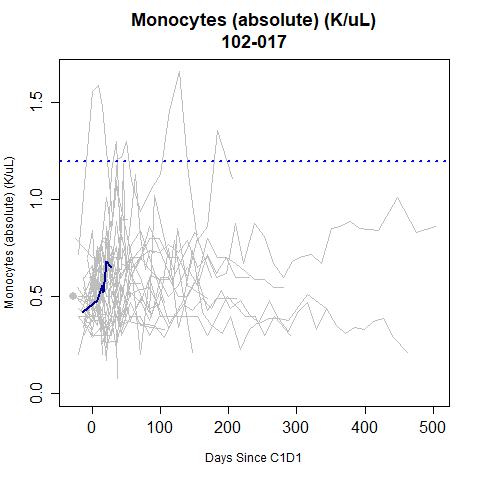 Monocytes (absolute) (K/uL)
102-017
Monocytes (absolute) (K/uL)
1.5
1.0
0.5
0.0
0 100 200 300 400 500
Days Since C1D1